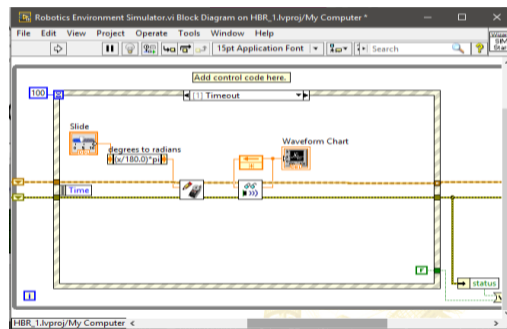 Robotics Environment Simulator.vi Block Diagram on HBR_1.lvproj/My Computer *
File Edit View Project Operate Tools Window Help
15pt Application Font
Search
SIM
Add control code here.
100
[1] Timeout
Slide
degrees to radians
(x/180.0)*pi
Waveform Chart
Time
F
status
i
HBR_1.lvproj/My Computer <